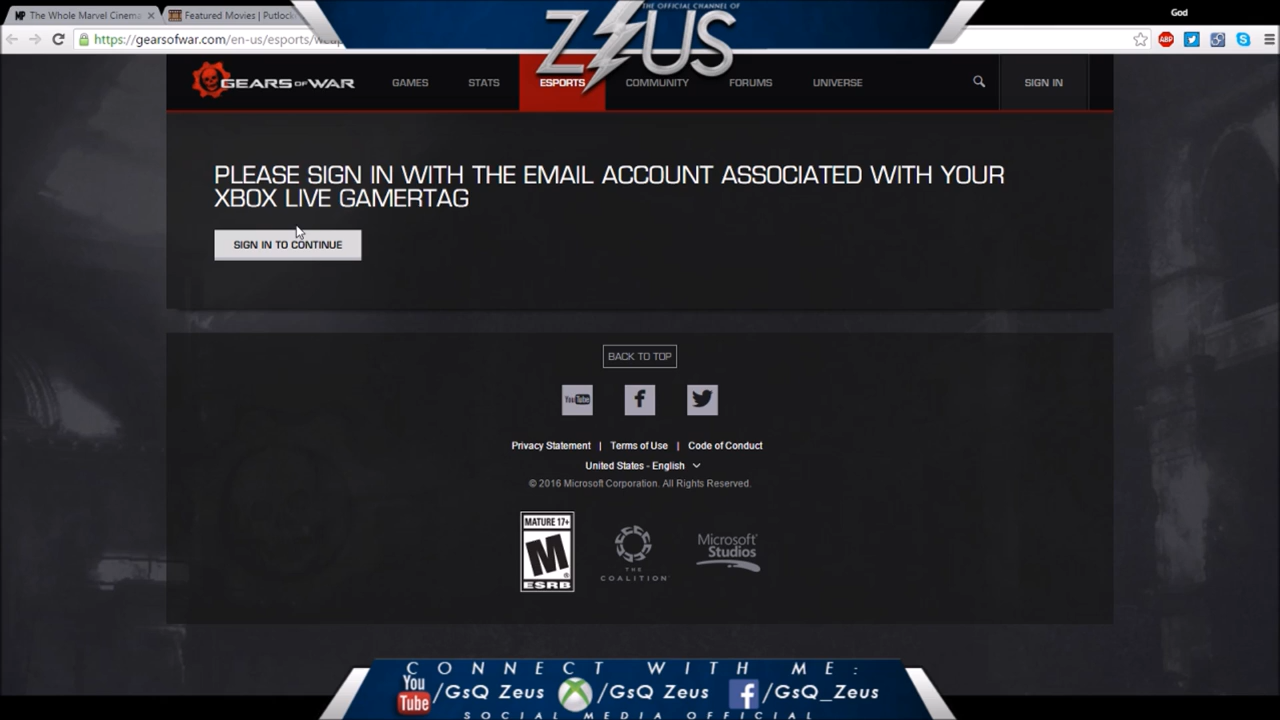 The Whole Marvel Cinema
Featured Movies | Putlock
THE OFFICIAL CHANNEL OF
ZEUS
God
https://gearsofwar.com/en-us/esports/
ABP
GEARS OF WAR
GAMES
STATS
ESPORTS
COMMUNITY
FORUMS
UNIVERSE
SIGN IN
PLEASE SIGN IN WITH THE EMAIL ACCOUNT ASSOCIATED WITH YOUR
XBOX LIVE GAMERTAG
SIGN IN TO CONTINUE
BACK TO TOP
YouTube
Privacy Statement | Terms of Use | Code of Conduct
United States - English
© 2016 Microsoft Corporation. All Rights Reserved.
MATURE 17+
M
ESRB
THE
COALITION
Microsoft
Studios
CONNECT WITH ME:
You Tube /GsQ Zeus /GsQ Zeus f /GsQ_Zeus
SOCIAL MEDIA OFFICIAL